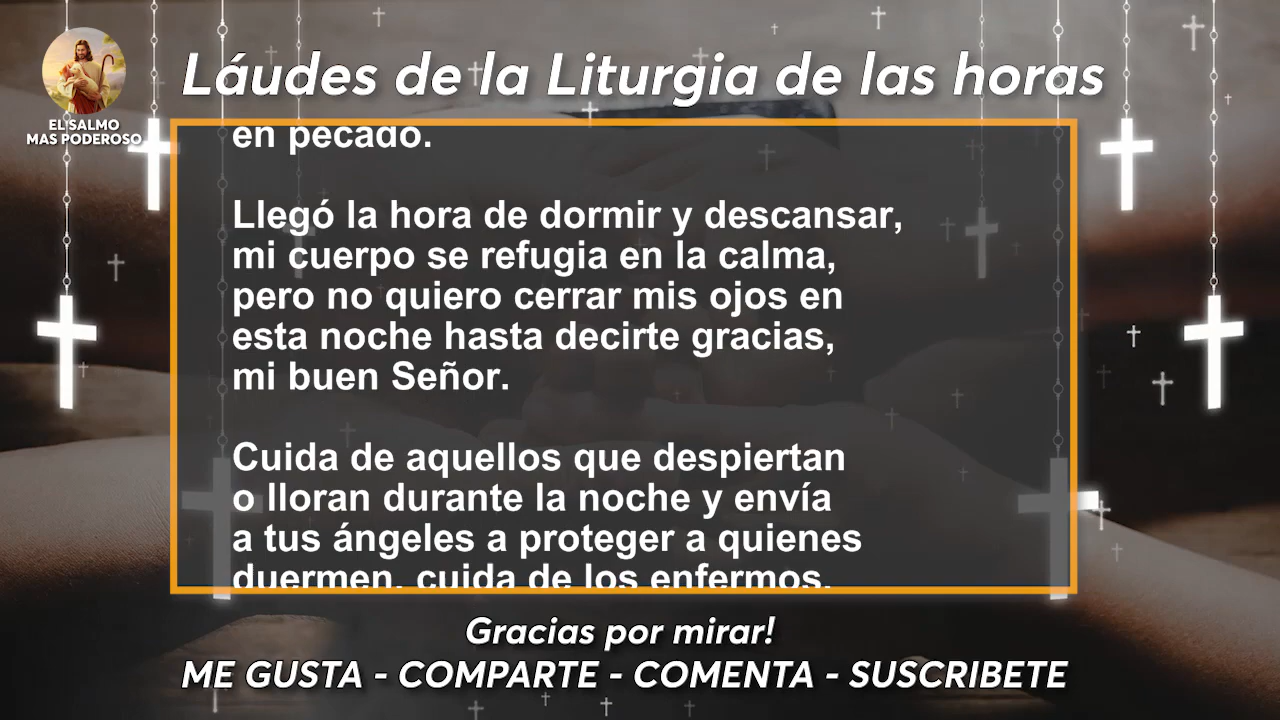 Láudes de la Liturgia de las horas
EL SALMO
MAS PODEROSO
en pecado.
Llegó la hora de dormir y descansar,
mi cuerpo se refugia en la calma,
pero no quiero cerrar mis ojos en
esta noche hasta decirte gracias,
mi buen Señor.
Cuida de aquellos que despiertan
o lloran durante la noche y envía
a tus ángeles a proteger a quienes
duermen, cuida de los enfermos,
Gracias por mirar!
ME GUSTA - COMPARTE - COMENTA - SUSCRIBETE